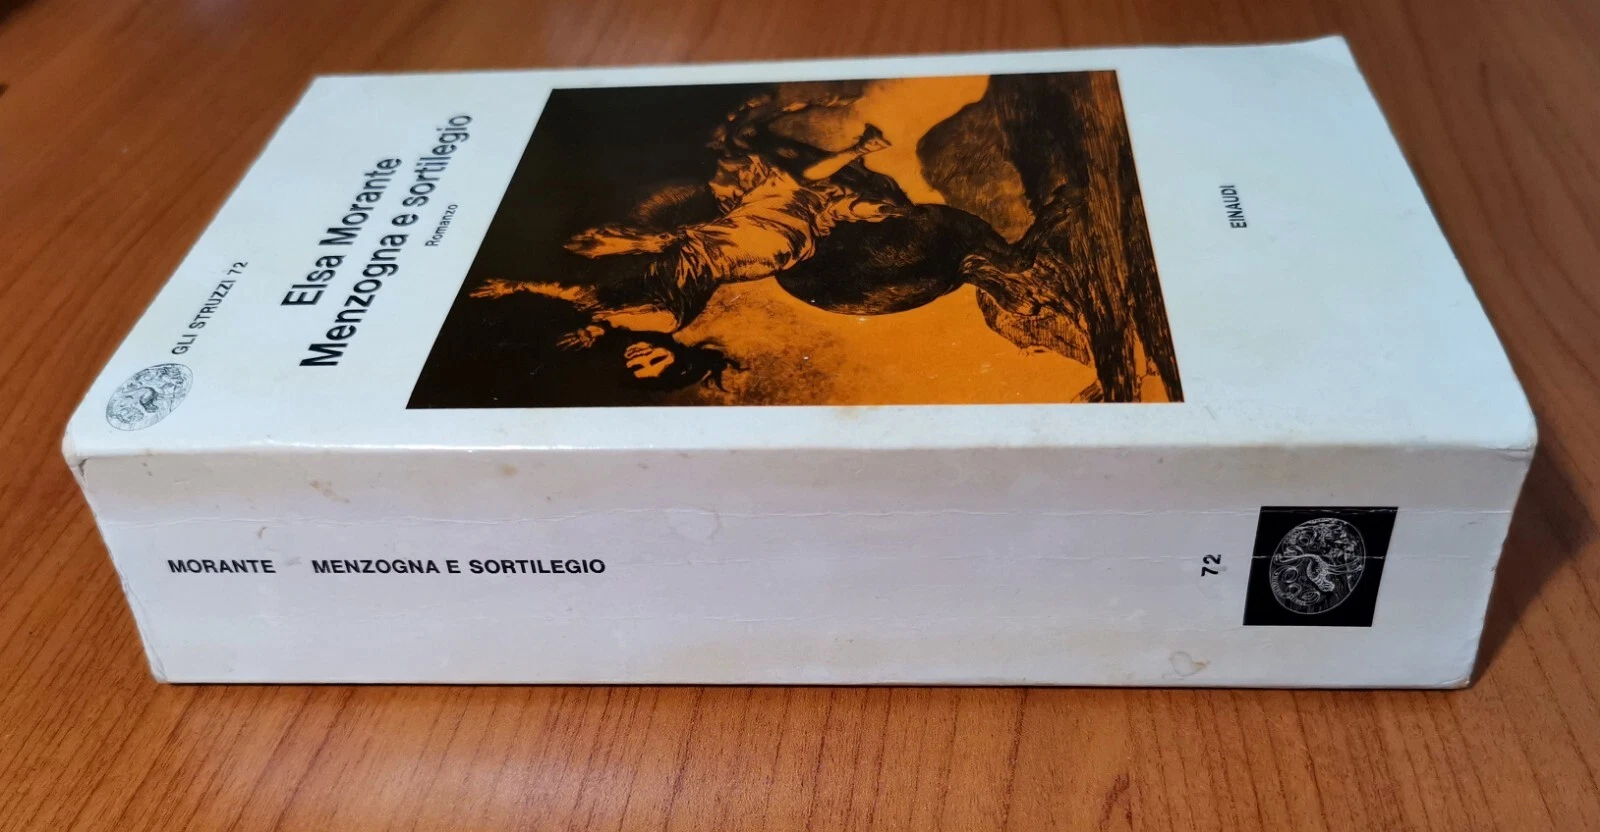 GLI STRUZZI 72
Elsa Morante
Menzogna e sortilegio
Romanzo
EINAUDI
MORANTE MENZOGNA E SORTILEGIO
72